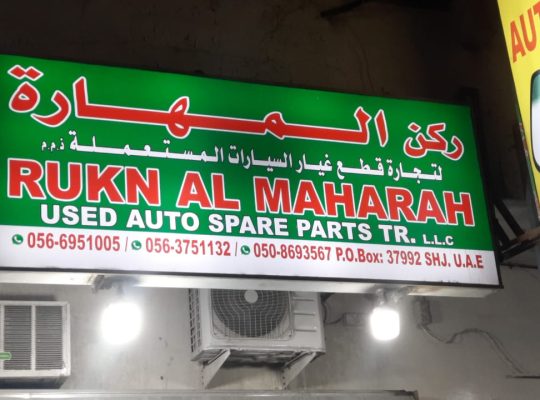 ركن المهارة
لتجارة قطع غيار السيارات المستعملة ذ.م.م
RUKN AL MAHARAH
USED AUTO SPARE PARTS TR. L.L.C
056-6951005 / 056-3751132 / 050-8693567 P.O.Box: 37992 SHJ. U.A.E
AUT